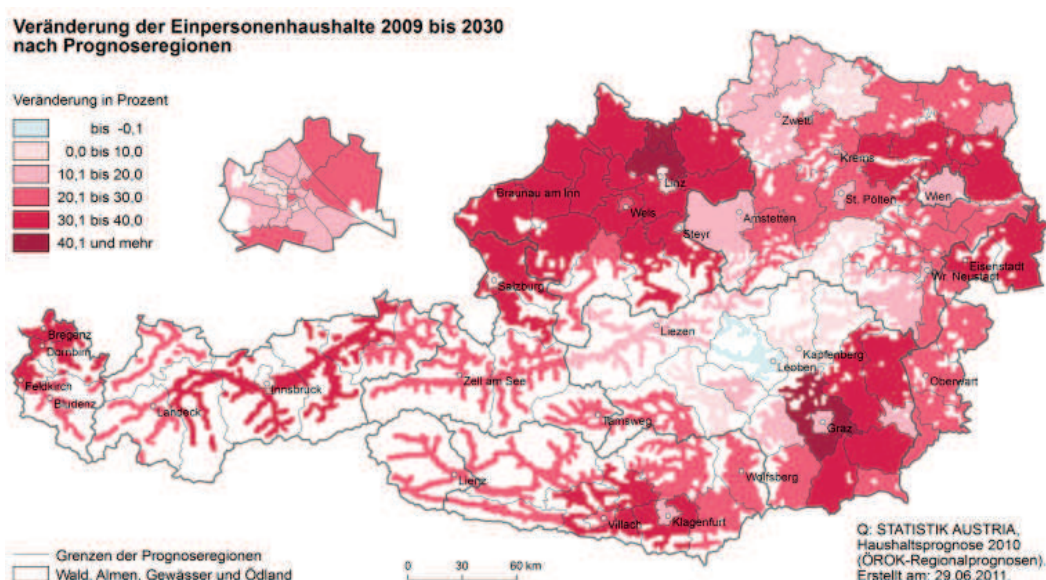 Veränderung der Einpersonenhaushalte 2009 bis 2030
nach Prognoseregionen
Veränderung in Prozent
bis -0,1
0,0 bis 10,0
10,1 bis 20,0
20,1 bis 30,0
30,1 bis 40,0
40,1 und mehr
Zwettl
Krems
Linz
Braunau am Inn
Wels
St. Pölten
Wien
Amstetten
Steyr
Eisenstadt
Wr. Neustadt
Salzburg
Liezen
Bregenz
Dornbirn
Kapfenberg
Leoben
Zell am See
Feldkirch
Innsbruck
Oberwart
Bludenz
Landeck
Tamsweg
Graz
Wolfsberg
Lienz
Villach
Klagenfurt
Grenzen der Prognoseregionen
Wald, Almen, Gewässer und Ödland
0 30 60 km
Q: STATISTIK AUSTRIA,
Haushaltsprognose 2010
(ÖROK-Regionalprognosen).
Erstellt am: 29.06.2011.